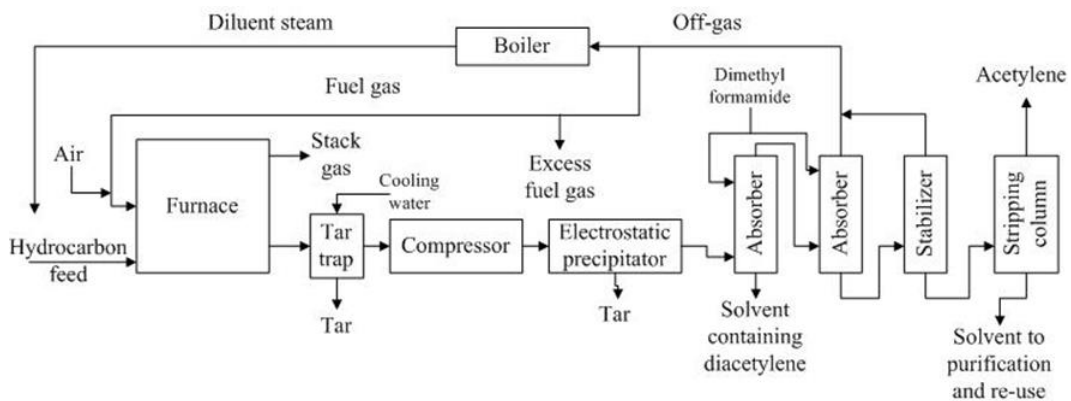 Diluent steam
Boiler
Off-gas
Fuel gas
Dimethyl
formamide
Acetylene
Air
Stack
gas
Excess
fuel gas
Cooling
water
Furnace
Hydrocarbon
feed
Tar
trap
Compressor
Electrostatic
precipitator
Absorber
Absorber
Stabilizer
Stripping
column
Tar
Tar
Solvent
containing
diacetylene
Solvent to
purification
and re-use